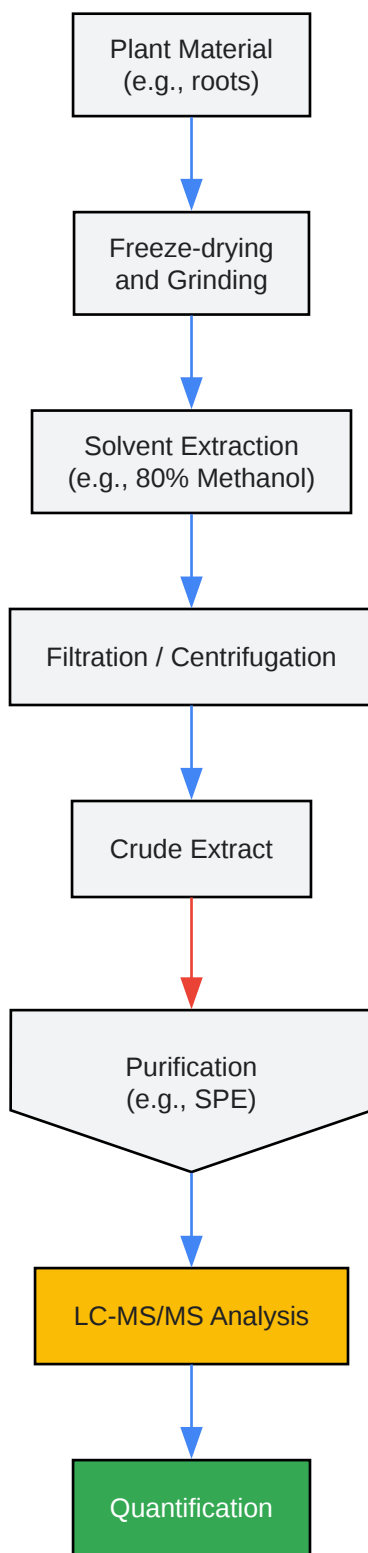 Plant Material
(e.g., roots)
Freeze-drying
and Grinding
Solvent Extraction
(e.g., 80% Methanol)
Filtration / Centrifugation
Crude Extract
Purification
(e.g., SPE)
LC-MS/MS Analysis
Quantification